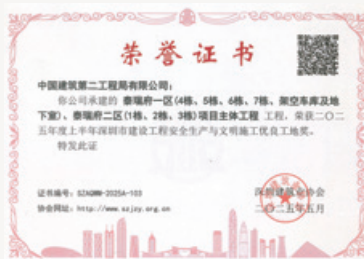 荣誉证书
中国建筑第二工程局有限公司：
你公司承建的 泰瑞府一区(4栋、5栋、6栋、7栋、架空车库及地
下室)、泰瑞府二区(1栋、2栋、3栋)项目主体工程 工程，荣获二〇二
五年度上半年深圳市建设工程安全生产与文明施工优良工地奖。
特发此证
证书编号：SZAQWM-2025A-103
协会网址：http://www.szjzy.org.cn
深圳建筑业协会
二〇二五年五月